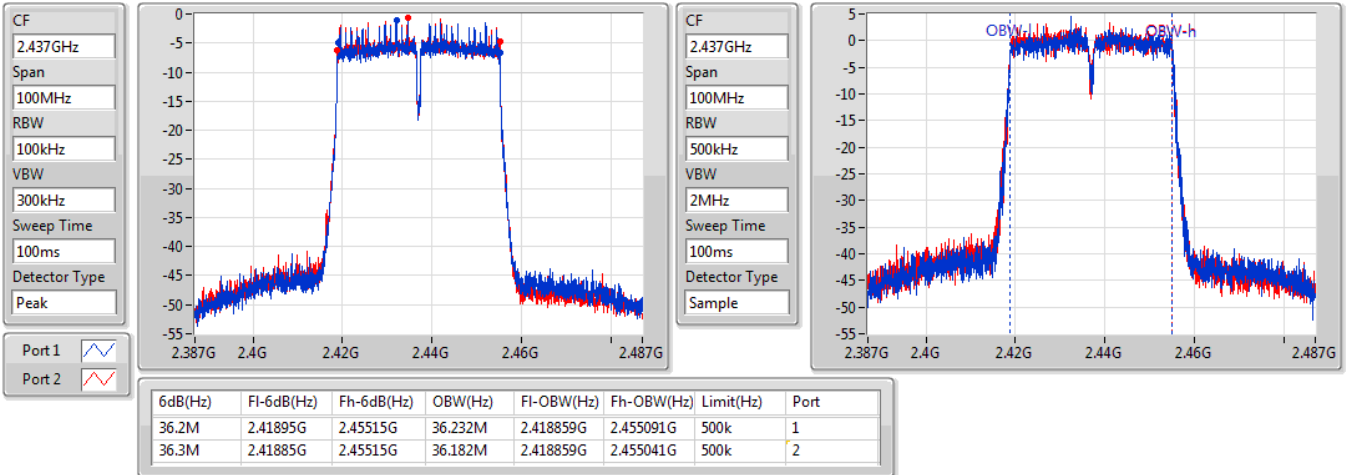 CF
2.437GHz
Span
100MHz
RBW
100kHz
VBW
300kHz
Sweep Time
100ms
Detector Type
Peak
0
-5
-10
-15
-20
-25
-30
-35
-40
-45
-50
-55
2.387G 2.4G 2.42G 2.44G 2.46G 2.487G
CF
2.437GHz
Span
100MHz
RBW
500kHz
VBW
2MHz
Sweep Time
100ms
Detector Type
Sample
5
0
-5
-10
-15
-20
-25
-30
-35
-40
-45
-50
-55
OBW-h
2.387G 2.4G 2.42G 2.44G 2.46G 2.487G
Port 1
Port 2
6dB(Hz) Fl-6dB(Hz) Fh-6dB(Hz) OBW(Hz) Fl-OBW(Hz) Fh-OBW(Hz) Limit(Hz) Port
36.2M 2.41895G 2.45515G 36.232M 2.418859G 2.455091G 500k 1
36.3M 2.41885G 2.45515G 36.182M 2.418859G 2.455041G 500k 2